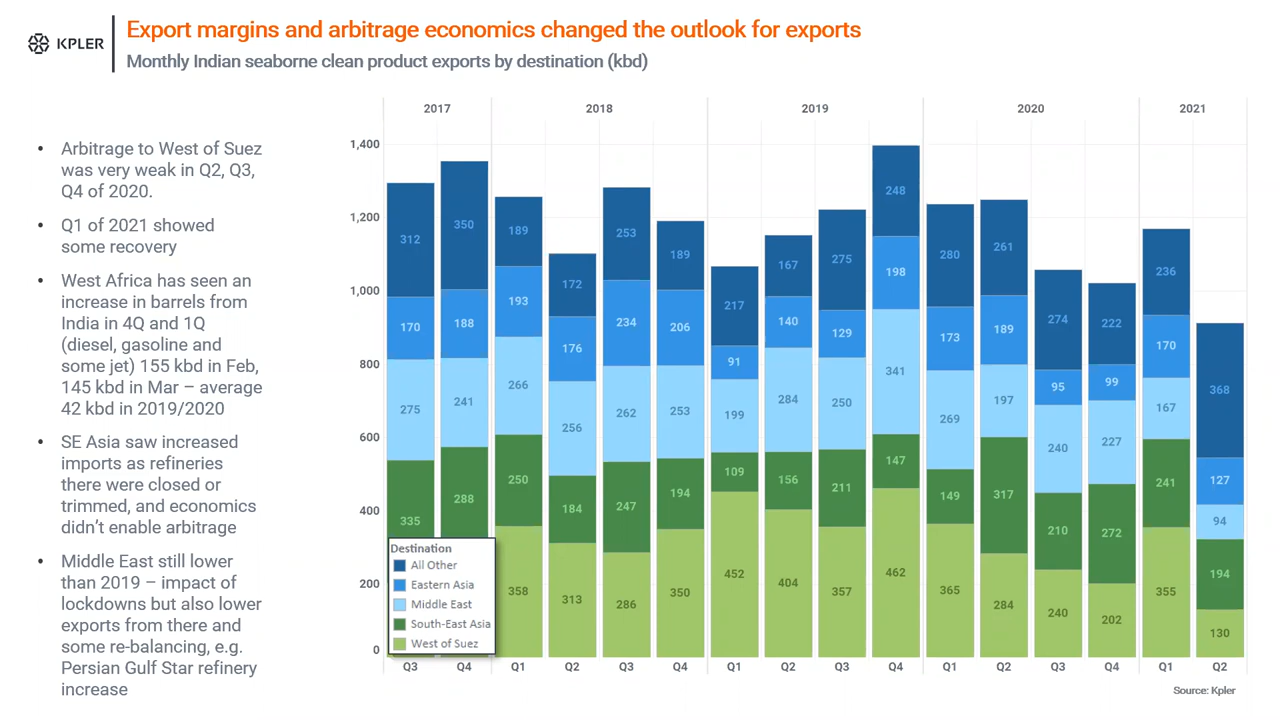 KPLER
Export margins and arbitrage economics changed the outlook for exports
Monthly Indian seaborne clean product exports by destination (kbd)
• Arbitrage to West of Suez
was very weak in Q2, Q3,
Q4 of 2020.
• Q1 of 2021 showed
some recovery
• West Africa has seen an
increase in barrels from
India in 4Q and 1Q
(diesel, gasoline and
some jet) 155 kbd in Feb,
145 kbd in Mar – average
42 kbd in 2019/2020
• SE Asia saw increased
imports as refineries
there were closed or
trimmed, and economics
didn't enable arbitrage
• Middle East still lower
than 2019 – impact of
lockdowns but also lower
exports from there and
some re-balancing, e.g.
Persian Gulf Star refinery
increase
2017 2018 2019 2020 2021
1,400
1,200
1,000
800
600
400
200
0
312 170 275 335
350 188 241 288
189 193 266 250 358
172 176 256 184 313
253 234 262 247 286
189 206 253 194 350
217 91 199 109 452
167 140 284 156 404
275 129 250 211 357
248 198 341 147 462
280 173 269 149 365
261 189 197 317 284
274 95 240 210 240
222 99 227 272 202
236 170 167 241 355
368 127 94 194 130
Destination
All Other
Eastern Asia
Middle East
South-East Asia
West of Suez
Q3 Q4 Q1 Q2 Q3 Q4 Q1 Q2 Q3 Q4 Q1 Q2 Q3 Q4 Q1 Q2
Source: Kpler